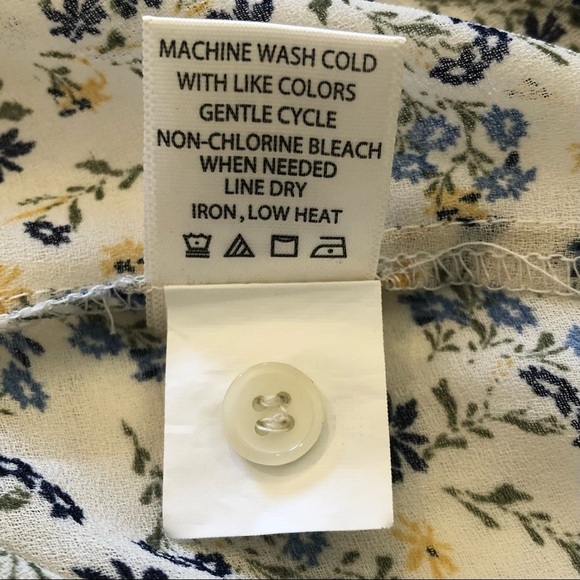 MACHINE WASH COLD
WITH LIKE COLORS
GENTLE CYCLE
NON-CHLORINE BLEACH
WHEN NEEDED
LINE DRY
IRON, LOW HEAT